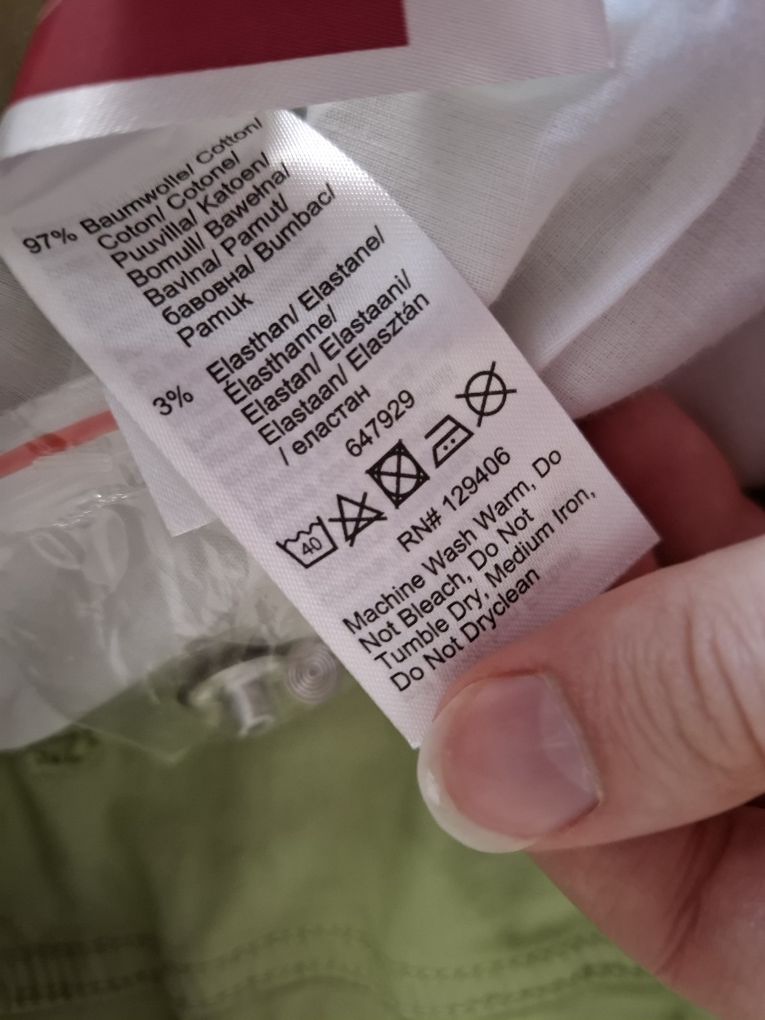 97% Baumwolle/ Cotton/
Coton/ Cotone/
Puuvilla/ Katoen/
Bomull/ Bawełna/
Bavlna/ Pamut/
бавовна/ Bumbac/
Pamuk
3% Elasthan/ Elastane/
Élasthanne/
Elastan/ Elastaani/
Elastaan/ Elasztán
/ еластан
647929
40
RN# 129406
Machine Wash Warm, Do
Not Bleach, Do Not
Tumble Dry, Medium Iron,
Do Not Dryclean